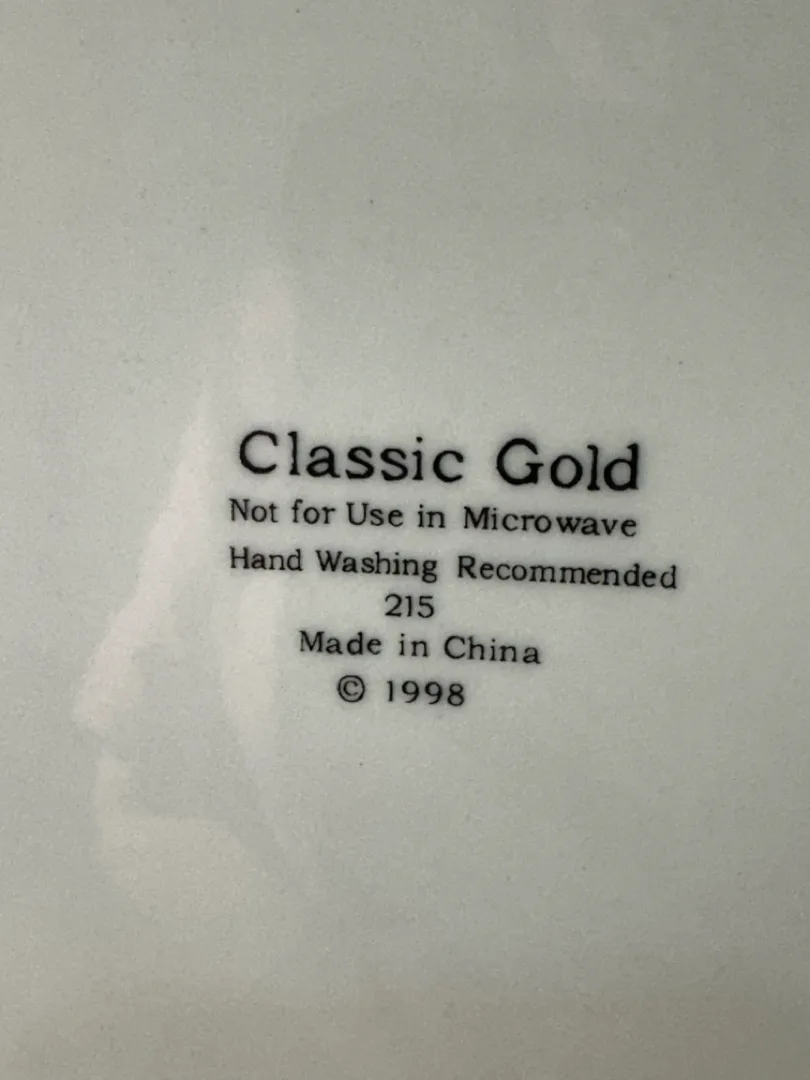 Classic Gold
Not for Use in Microwave
Hand Washing Recommended
215
Made in China
© 1998